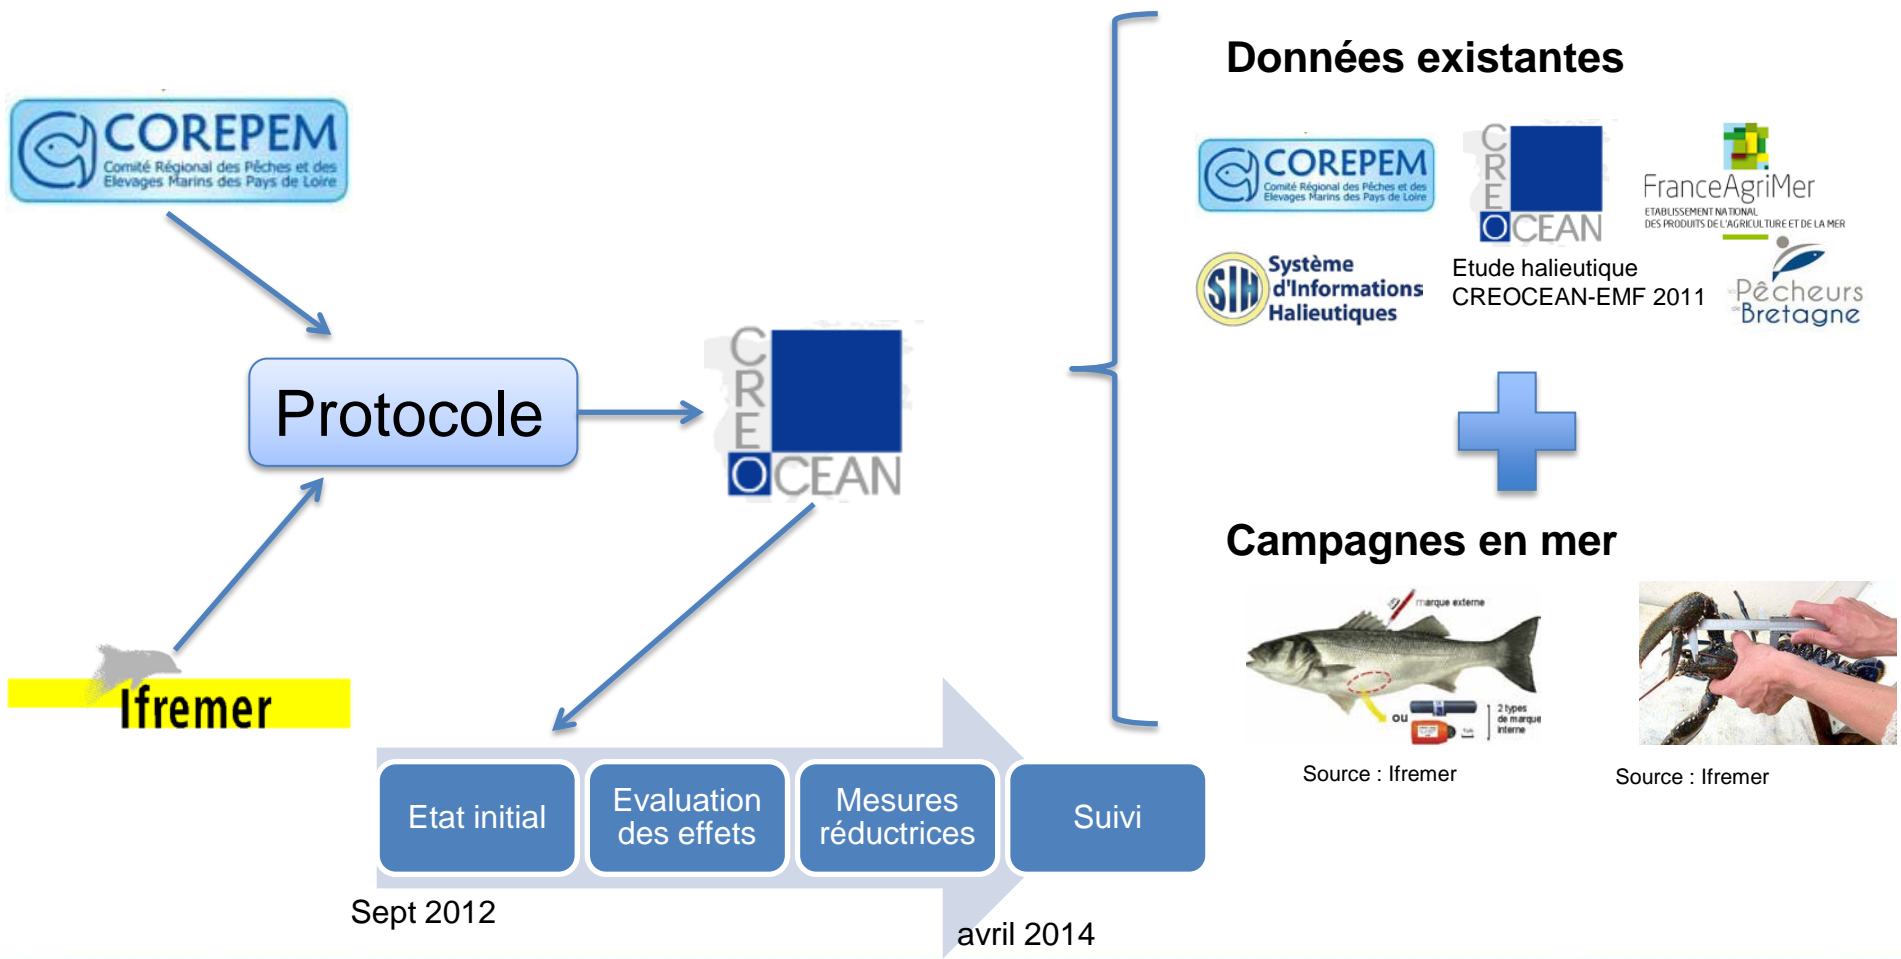 COREPEM
Comité Régional des Pêches et des
Elevages Marins des Pays de Loire
Protocole
Ifremer
CRE
OCEAN
Etat initial
Evaluation
des effets
Mesures
réductrices
Suivi
Sept 2012
avril 2014
Données existantes
COREPEM
Comité Régional des Pêches et des
Elevages Marins des Pays de Loire
CRE
OCEAN
FranceAgriMer
ETABLISSEMENT NATIONAL
DES PRODUITS DE L'AGRICULTURE ET DE LA MER
SIH
Système
d'Informations
Halieutiques
Etude halieutique
CREOCEAN-EMF 2011
Pêcheurs
de Bretagne
Campagnes en mer
marque externe
ou
2 types
de marque
interne
Source : Ifremer
Source : Ifremer